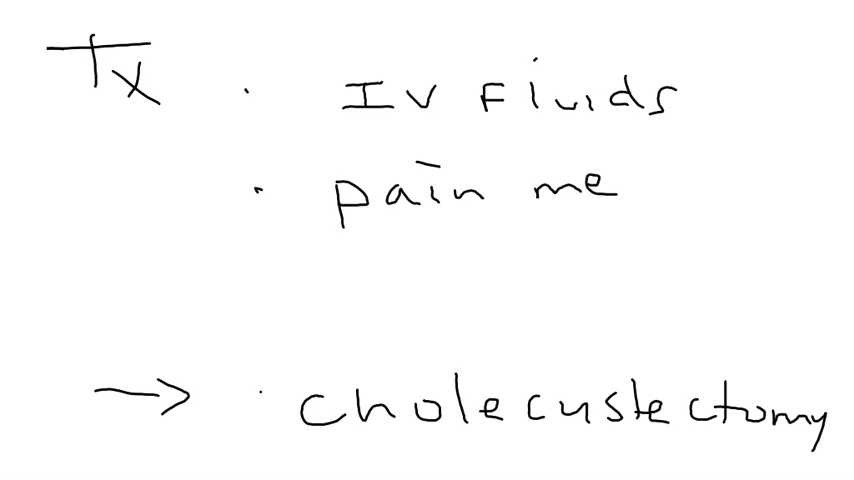 Tx · IV Fluids
· pain me
→ · cholecystectomy